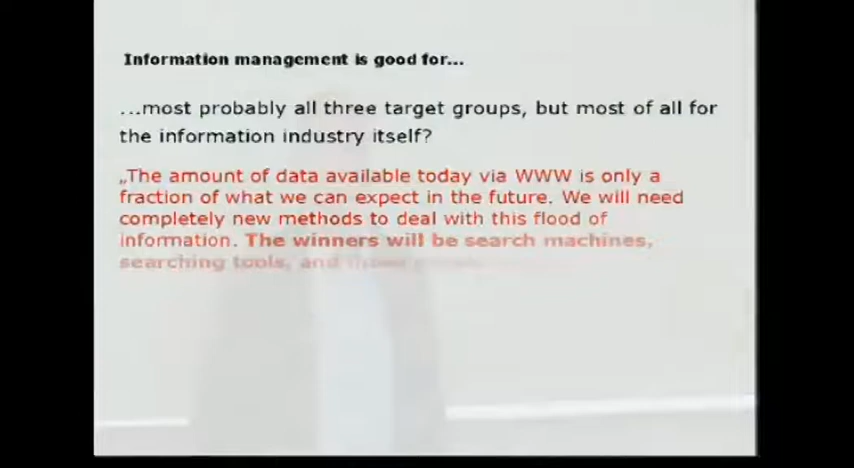 Information management is good for...
...most probably all three target groups, but most of all for
the information industry itself?
„The amount of data available today via WWW is only a
fraction of what we can expect in the future. We will need
completely new methods to deal with this flood of
information. The winners will be search machines,
searching tools, and those